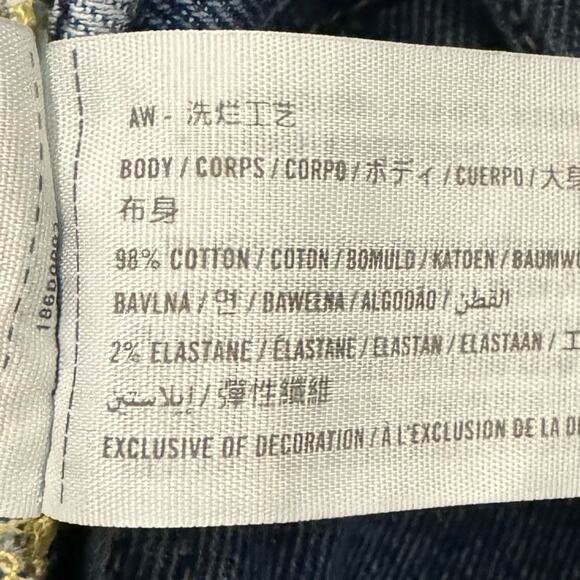 AW - 洗烂工艺
BODY / CORPS / CORPO / ボディ / CUERPO / 大身
布身
98% COTTON / COTON / BOMULD / KATOEN / BAUMWO
BAVLNA / 면 / BAWEŁNA / ALGODÃO / القطن
2% ELASTANE / ÉLASTANE / ELASTAN / ELASTAAN / エ
إيلاستين / 彈性纖維
EXCLUSIVE OF DECORATION / À L'EXCLUSION DE LA DÉ